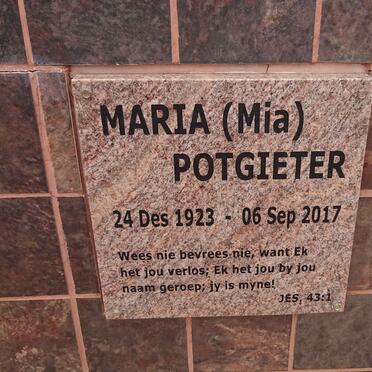 MARIA (Mia)
POTGIETER
24 Des 1923 - 06 Sep 2017
Wees nie bevrees nie, want Ek
het jou verlos; Ek het jou by jou
naam geroep; jy is myne!
JES, 43:1